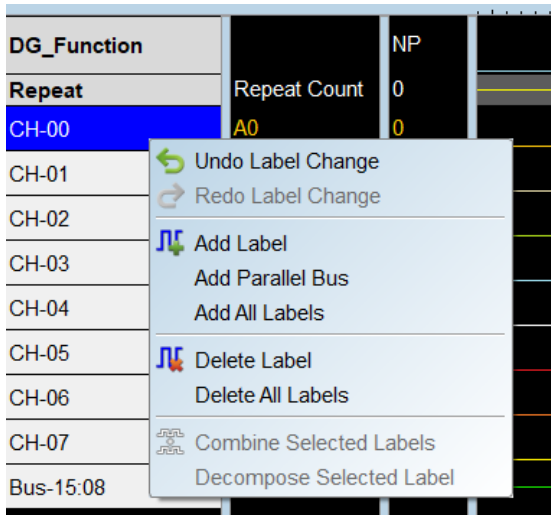 DG_Function NP
Repeat Repeat Count 0
CH-00 A0 0
CH-01
CH-02
CH-03
CH-04
CH-05
CH-06
CH-07
Bus-15:08
Undo Label Change
Redo Label Change
Add Label
Add Parallel Bus
Add All Labels
Delete Label
Delete All Labels
Combine Selected Labels
Decompose Selected Label